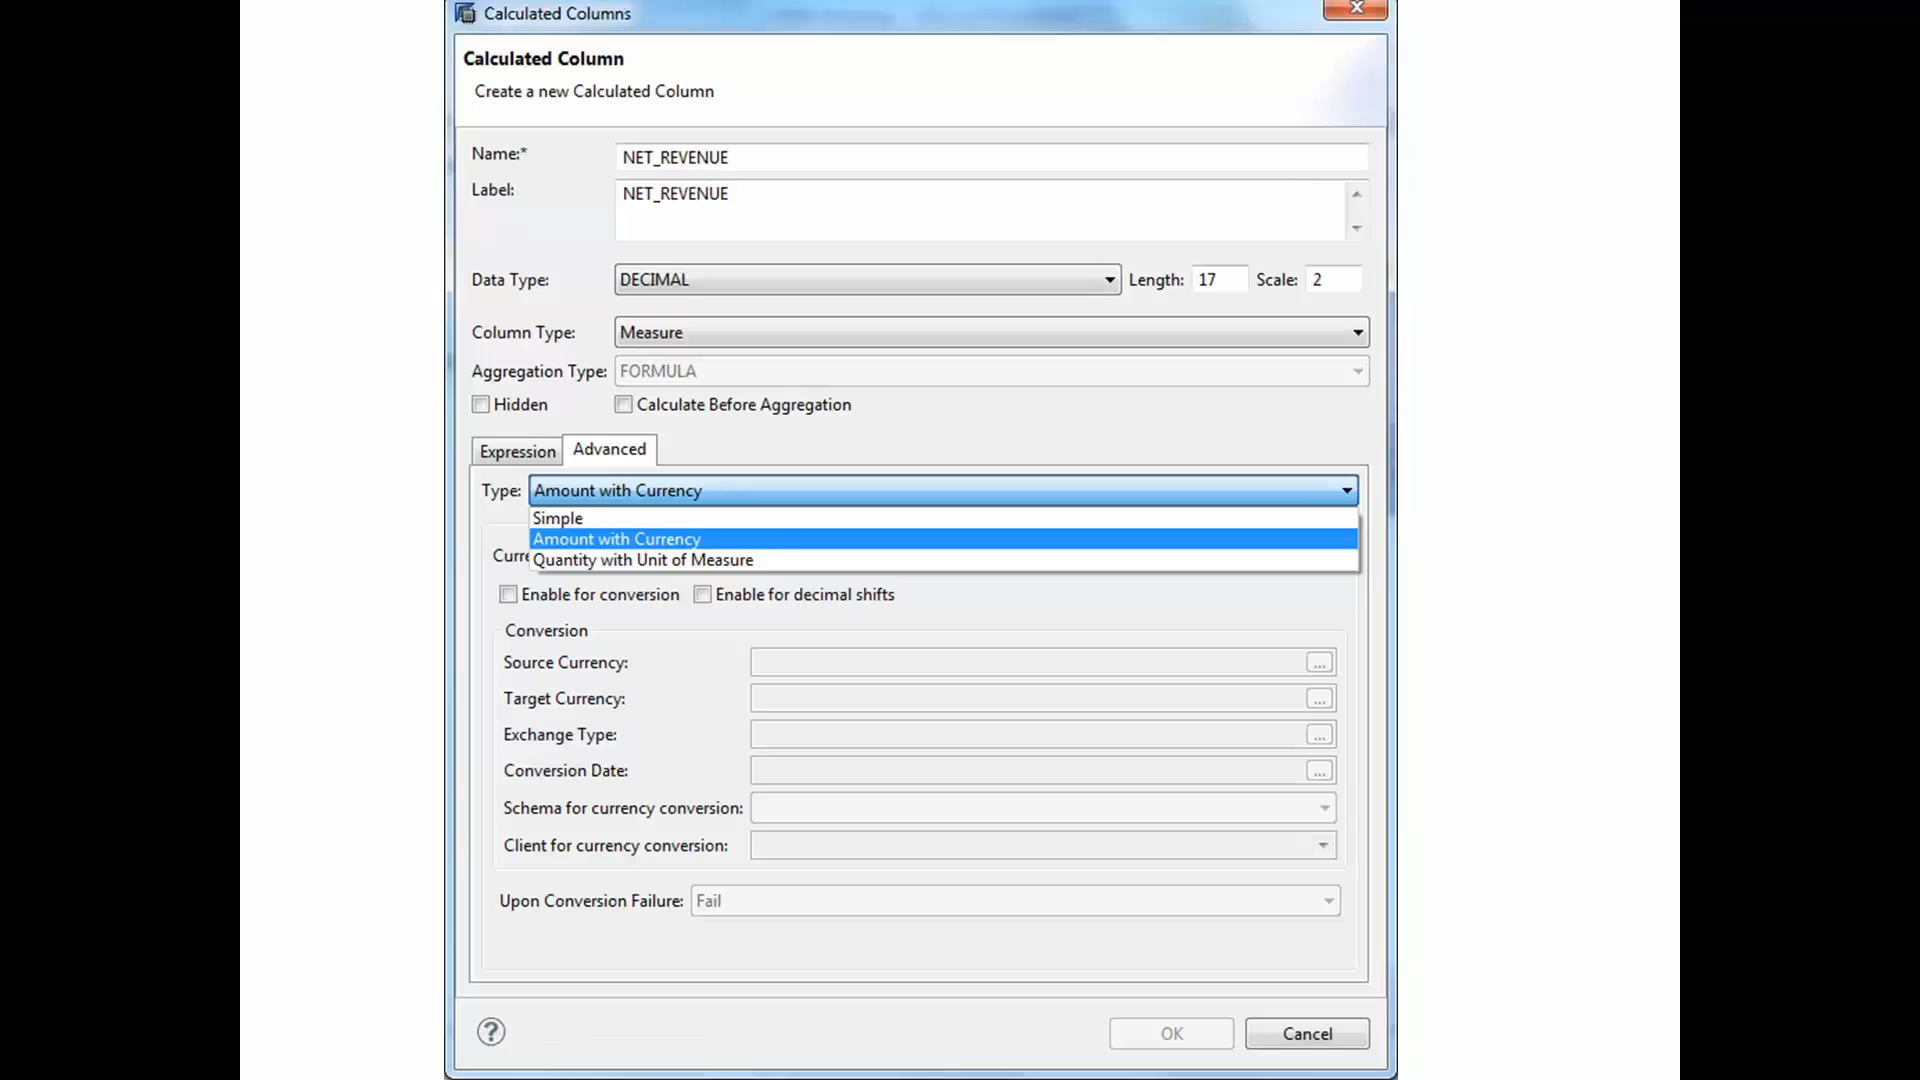 Calculated Columns
Calculated Column
Create a new Calculated Column
Name:* NET_REVENUE
Label: NET_REVENUE
Data Type: DECIMAL Length: 17 Scale: 2
Column Type: Measure
Aggregation Type: FORMULA
Hidden Calculate Before Aggregation
Expression Advanced
Type: Amount with Currency
Simple
Amount with Currency
Curre Quantity with Unit of Measure
Enable for conversion Enable for decimal shifts
Conversion
Source Currency: ...
Target Currency: ...
Exchange Type: ...
Conversion Date: ...
Schema for currency conversion:
Client for currency conversion:
Upon Conversion Failure: Fail
? OK Cancel